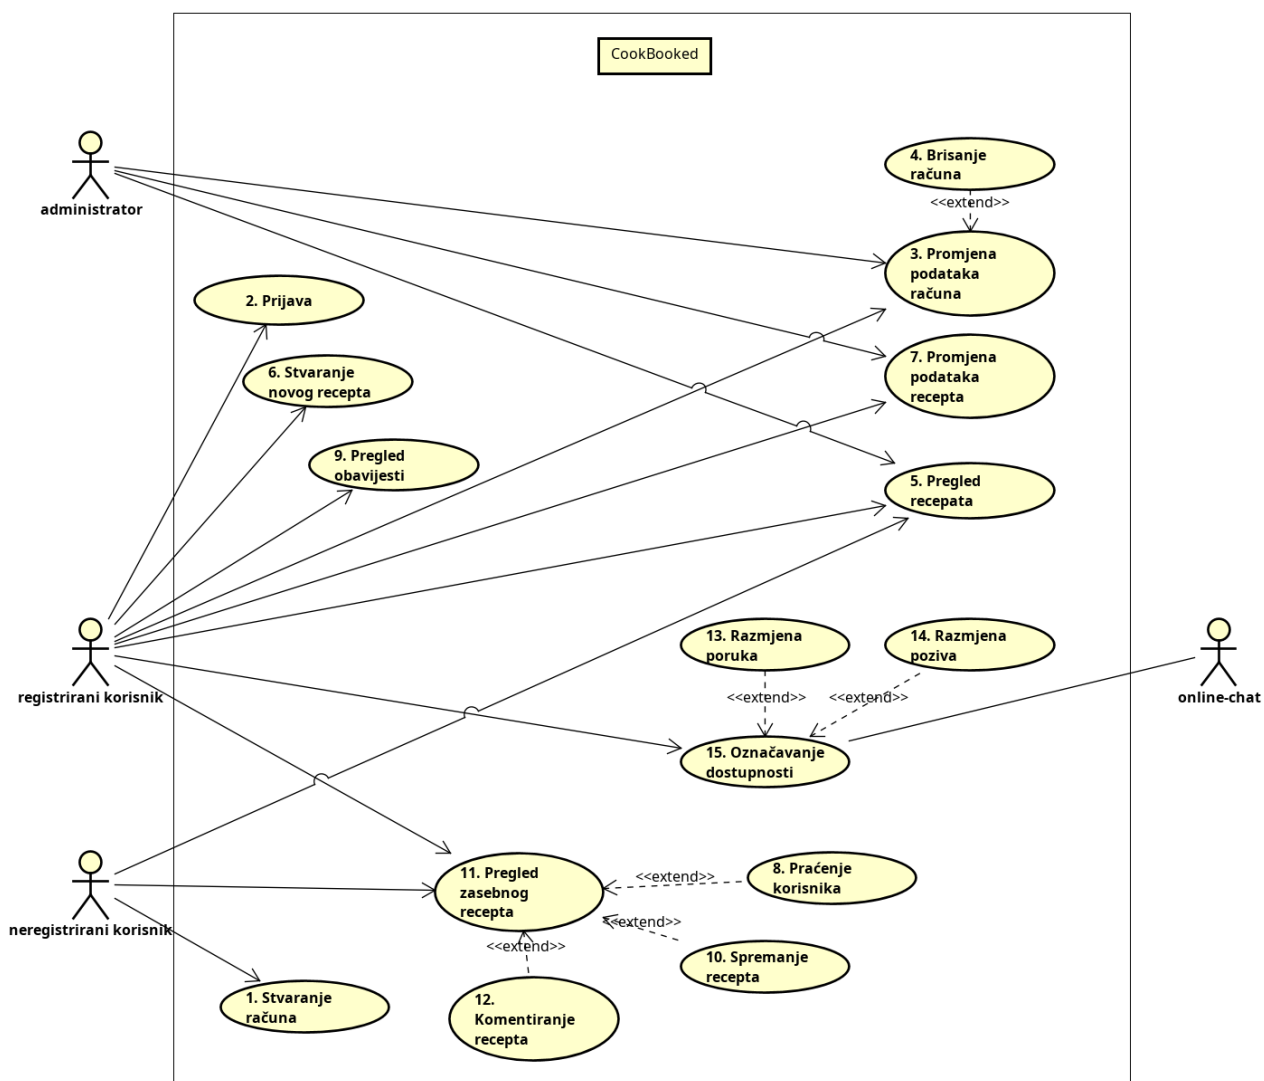 CookBooked
4. Brisanje
računa
<<extend>>
administrator
3. Promjena
podataka
računa
2. Prijava
7. Promjena
podataka
recepta
6. Stvaranje
novog recepta
9. Pregled
obavijesti
5. Pregled
recepata
13. Razmjena
poruka
14. Razmjena
poziva
registrirani korisnik
online-chat
<<extend>>
<<extend>>
15. Označavanje
dostupnosti
11. Pregled
zasebnog
recepta
8. Praćenje
korisnika
<<extend>>
<<extend>>
neregistrirani korisnik
<<extend>>
10. Spremanje
recepta
1. Stvaranje
računa
12.
Komentiranje
recepta